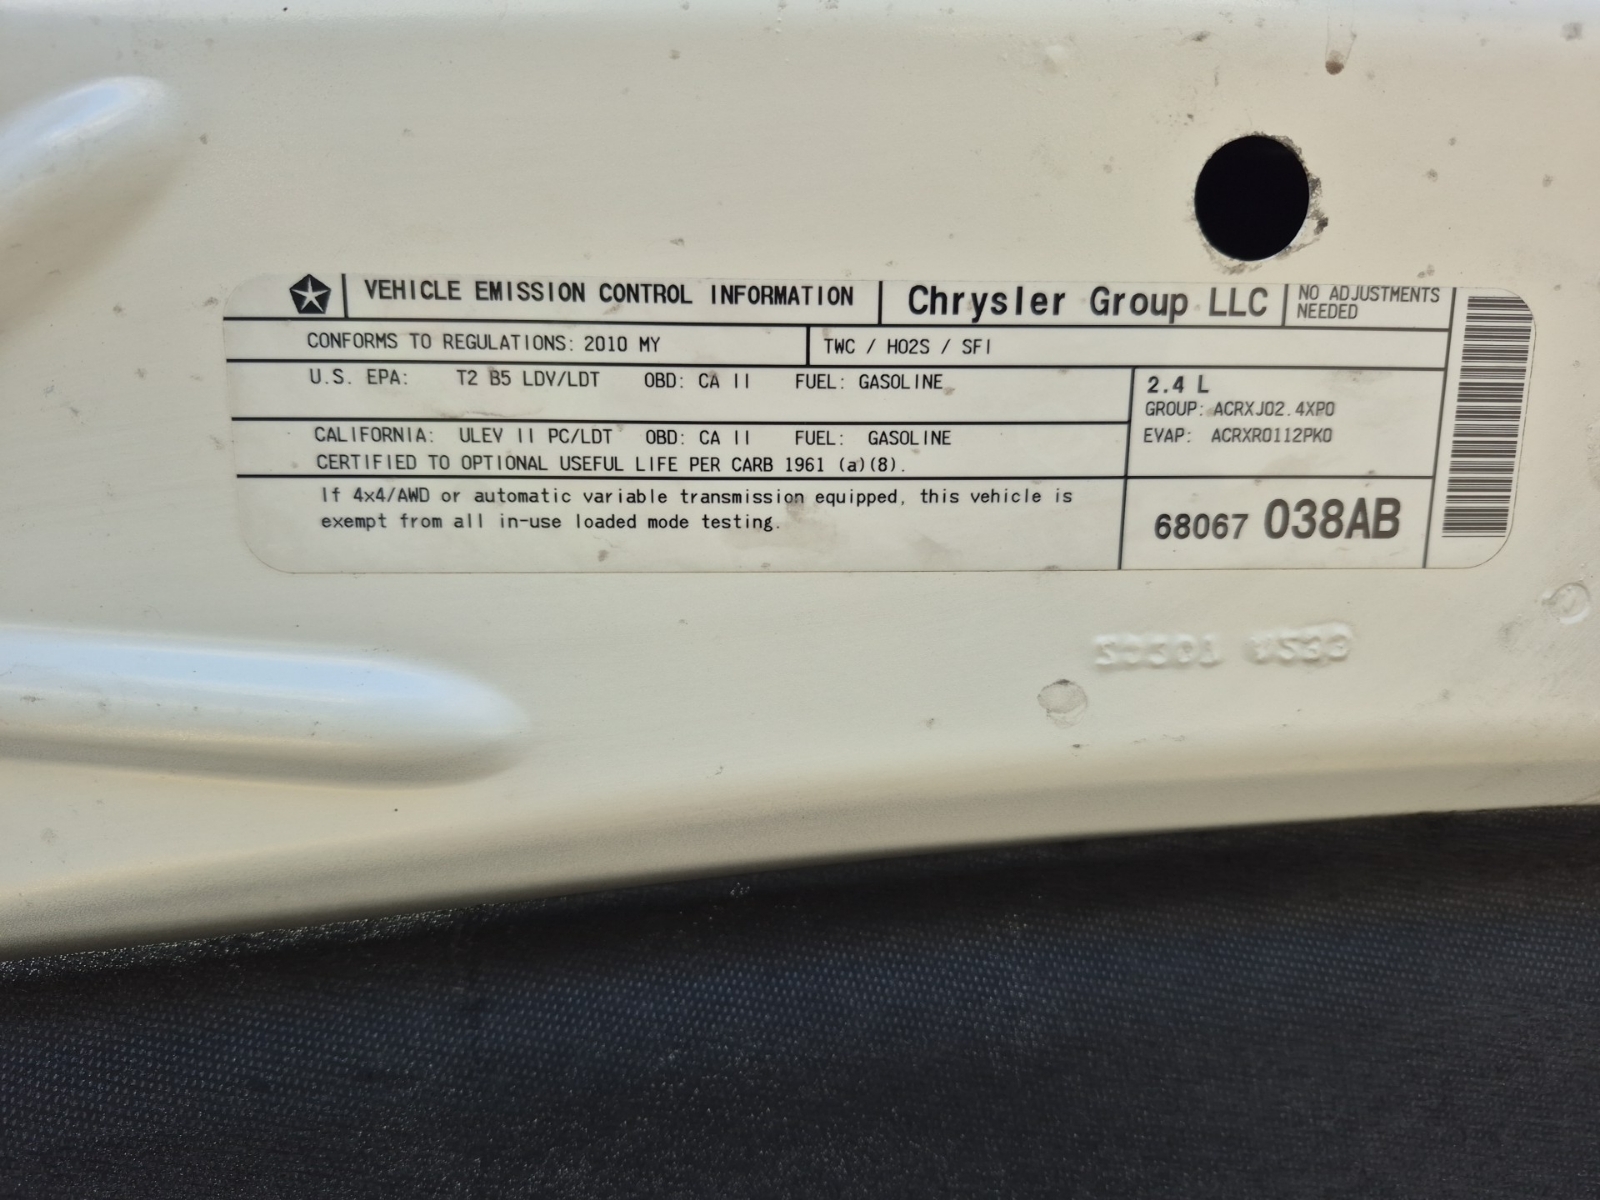 VEHICLE EMISSION CONTROL INFORMATION
Chrysler Group LLC
NO ADJUSTMENTS
NEEDED
CONFORMS TO REGULATIONS: 2010 MY
TWC / HO2S / SFI
U.S. EPA: T2 B5 LDV/LDT OBD: CA II FUEL: GASOLINE
CALIFORNIA: ULEV II PC/LDT OBD: CA II FUEL: GASOLINE
CERTIFIED TO OPTIONAL USEFUL LIFE PER CARB 1961 (a)(8).
2.4 L
GROUP: ACRXJ02.4XP0
EVAP: ACRXR0112PK0
If 4x4/AWD or automatic variable transmission equipped, this vehicle is
exempt from all in-use loaded mode testing.
68067 038AB